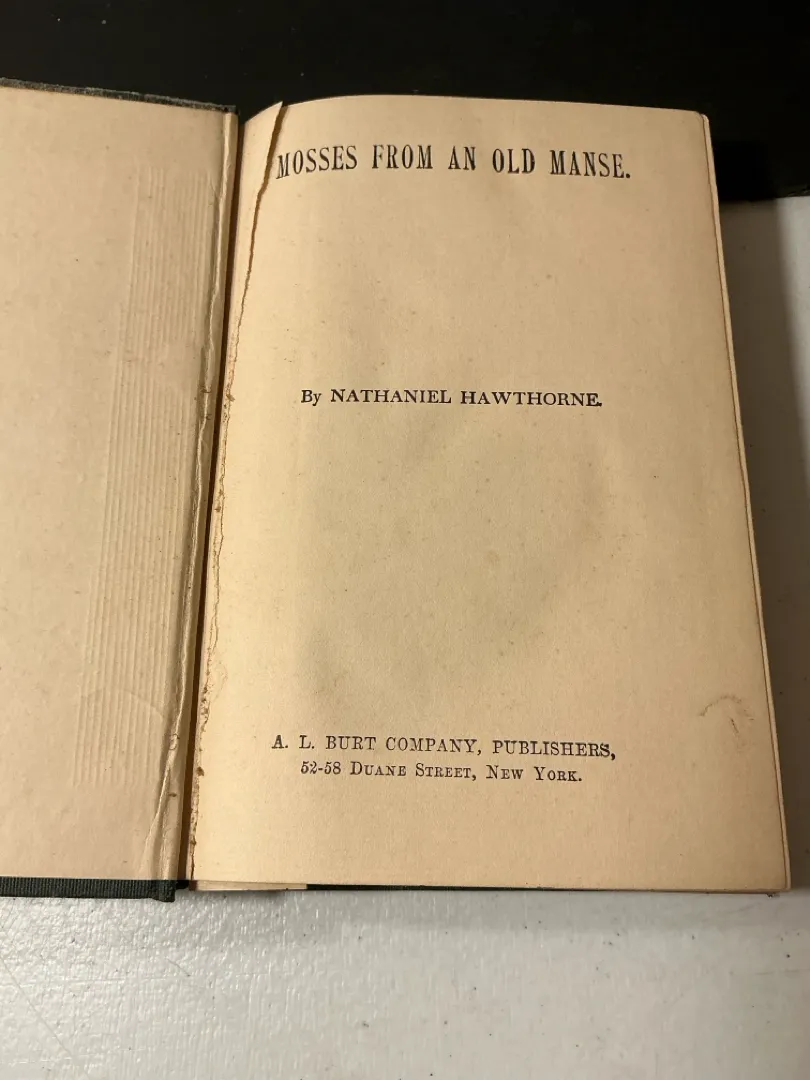 MOSSES FROM AN OLD MANSE.
By NATHANIEL HAWTHORNE.
A. L. BURT COMPANY, PUBLISHERS,
52-58 DUANE STREET, NEW YORK.